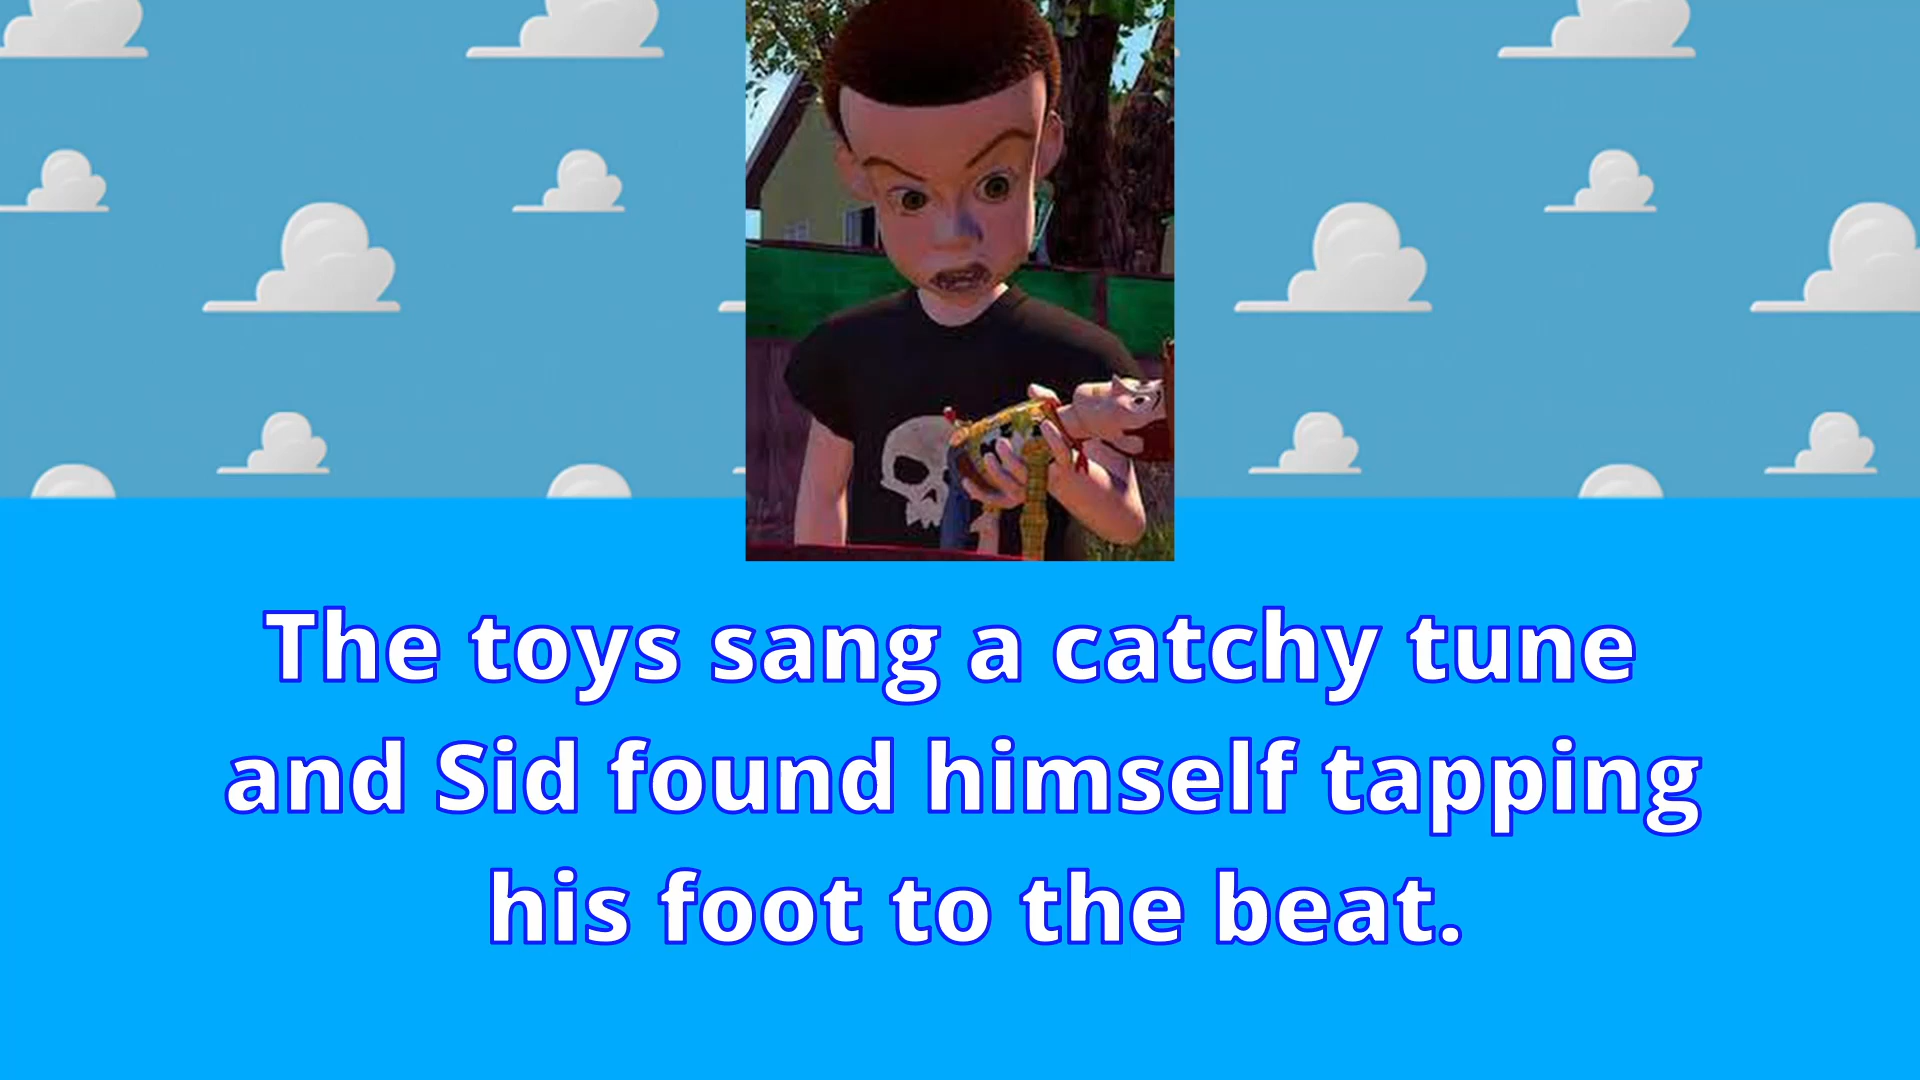 The toys sang a catchy tune
and Sid found himself tapping
his foot to the beat.